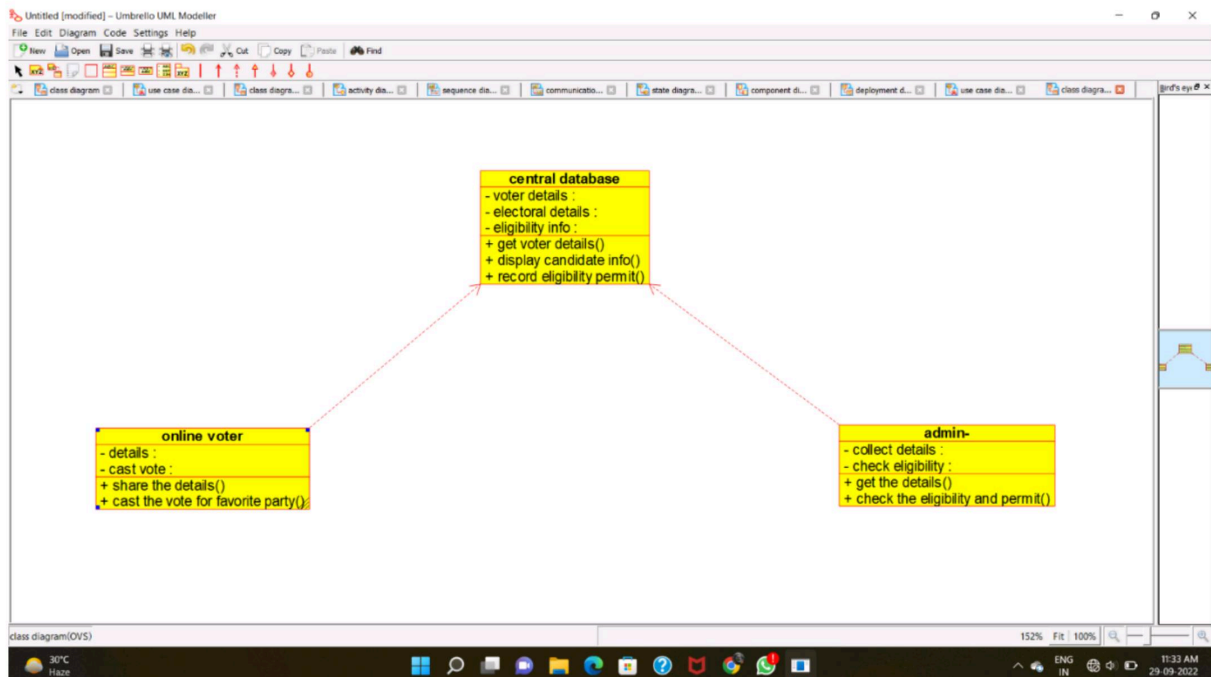 Untitled [modified] – Umbrello UML Modeller
File Edit Diagram Code Settings Help
New Open Save Cut Copy Paste Find
class diagram use case dia... class diagra... activity dia... sequence dia... communicatio... state diagra... component di... deployment d... use case dia... class diagra... Bird's eye
central database
- voter details :
- electoral details :
- eligibility info :
+ get voter details()
+ display candidate info()
+ record eligibility permit()
online voter
- details :
- cast vote :
+ share the details()
+ cast the vote for favorite party()
admin-
- collect details :
- check eligibility :
+ get the details()
+ check the eligibility and permit()
class diagram(OVS) 152% Fit 100%
30°C
Haze
ENG
IN
11:33 AM
29-09-2022